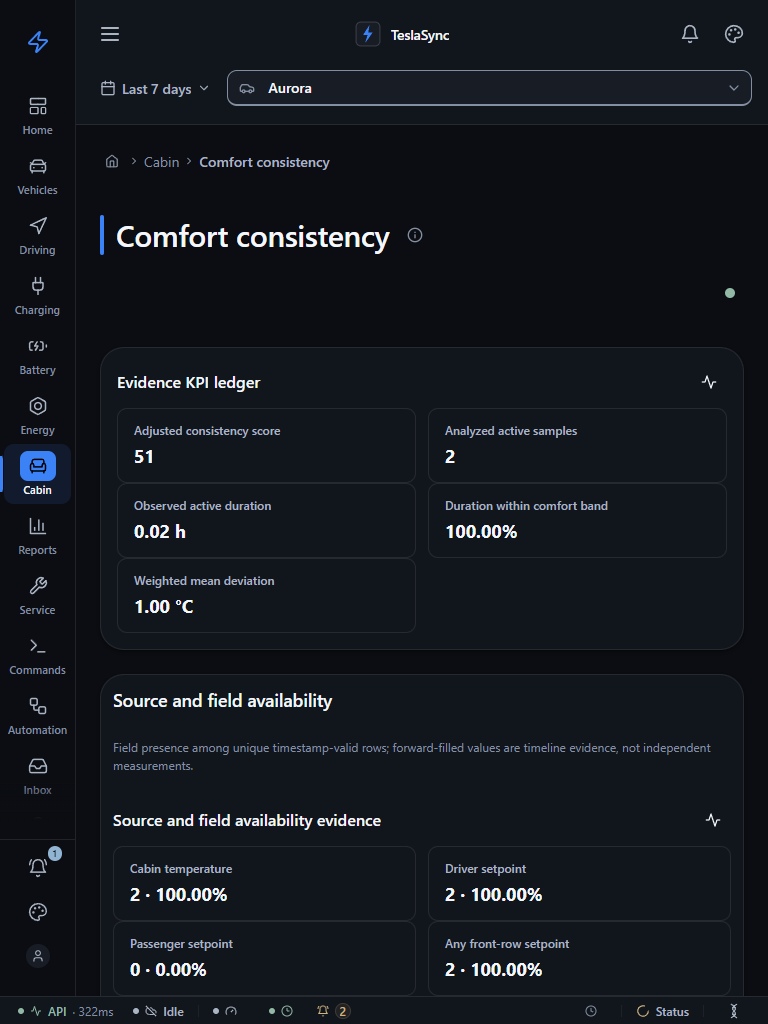 TeslaSync
Last 7 days
Aurora
Home
Vehicles
Driving
Charging
Battery
Energy
Cabin
Reports
Service
Commands
Automation
Inbox
1
Cabin
Comfort consistency
Comfort consistency
Evidence KPI ledger
Adjusted consistency score
51
Analyzed active samples
2
Observed active duration
0.02 h
Duration within comfort band
100.00%
Weighted mean deviation
1.00 °C
Source and field availability
Field presence among unique timestamp-valid rows; forward-filled values are timeline evidence, not independent
measurements.
Source and field availability evidence
Cabin temperature
2 · 100.00%
Driver setpoint
2 · 100.00%
Passenger setpoint
0 · 0.00%
Any front-row setpoint
2 · 100.00%
API · 322ms
Idle
2
Status